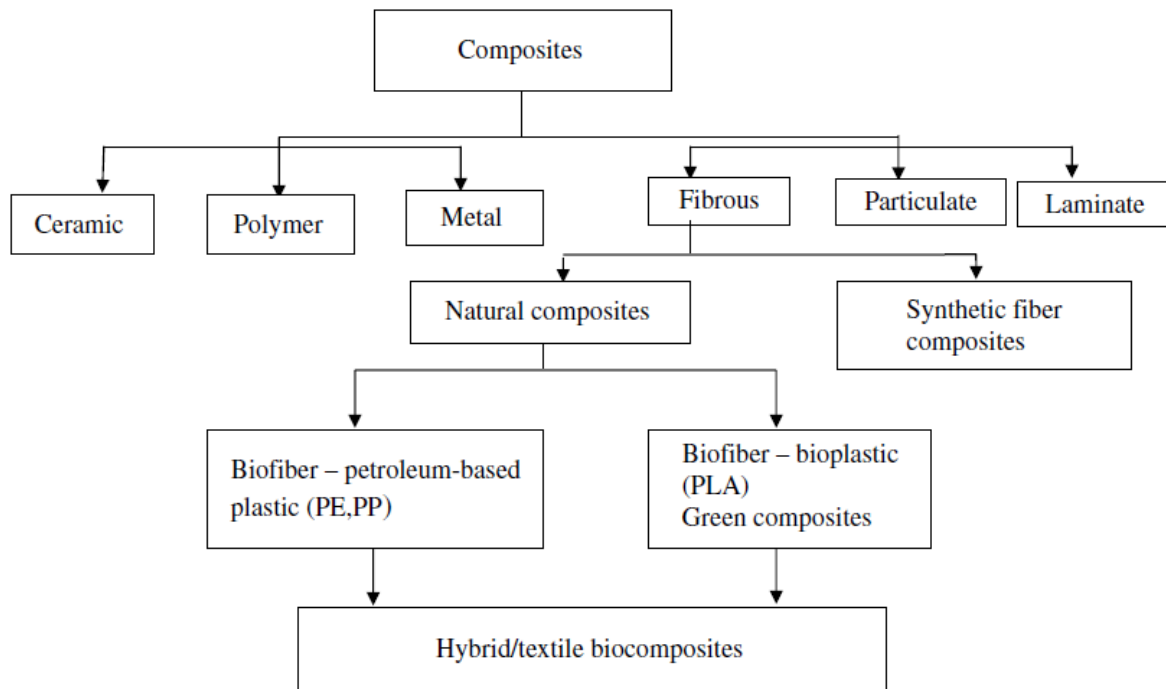 Composites
Ceramic
Polymer
Metal
Fibrous
Particulate
Laminate
Natural composites
Synthetic fiber
composites
Biofiber – petroleum-based
plastic (PE,PP)
Biofiber – bioplastic
(PLA)
Green composites
Hybrid/textile biocomposites